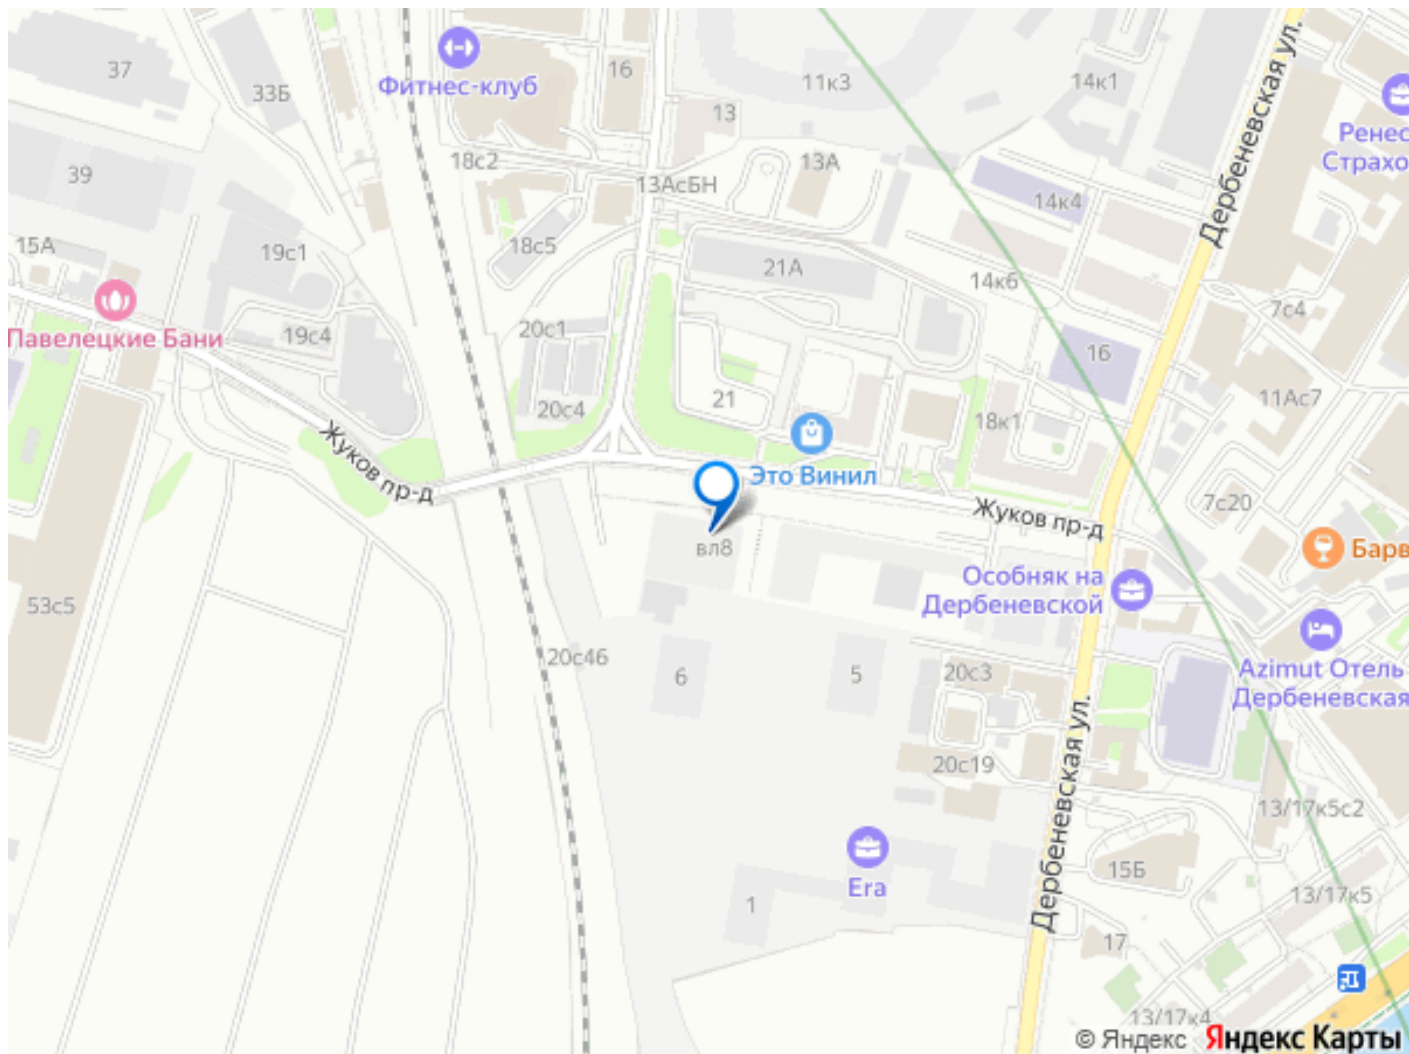 37
33Б
Фитнес-клуб
16
13
11к3
14к1
Дербеневская ул.
Ренес
Страхо
39
18с2
13АсБН
13А
14к4
15А
19с1
18с5
21А
14к6
7с4
Павелецкие Бани
19с4
20с1
16
20с4
21
18к1
11Ас7
Жуков пр-д
Это Винил
Жуков пр-д
7с20
вл8
Барв
Особняк на
Дербеневской
53с5
20с46
6
5
20с3
Azimut Отель
Дербеневская
Дербеневская ул.
20с19
13/17к5с2
Era
15Б
1
13/17к5
17
13/17к4
© Яндекс Яндекс Карты